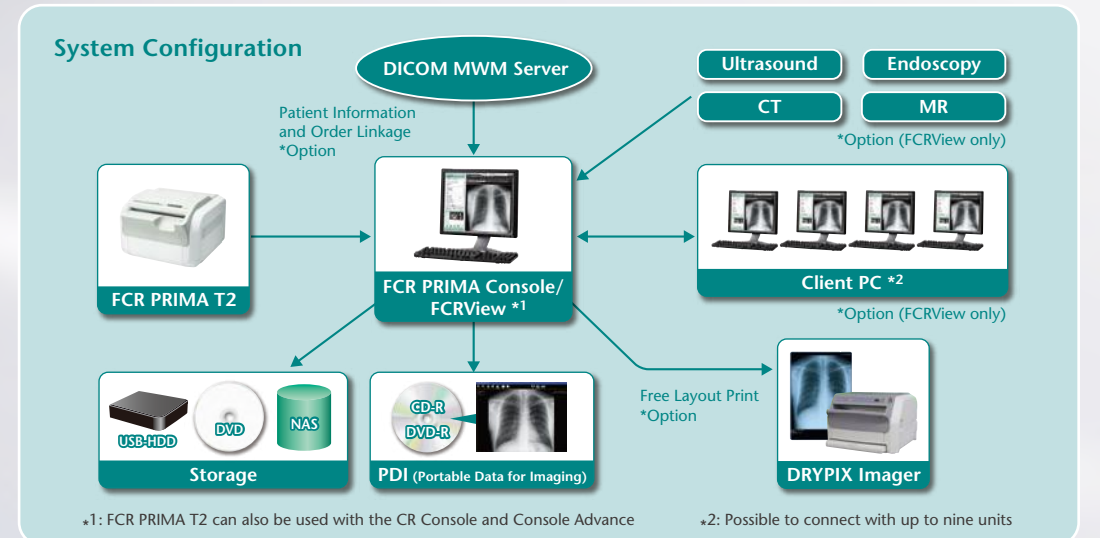 System Configuration
DICOM MWM Server
Ultrasound
Endoscopy
CT
MR
*Option (FCRView only)
Patient Information
and Order Linkage
*Option
FCR PRIMA T2
FCR PRIMA Console/
FCRView *1
Client PC *2
*Option (FCRView only)
USB-HDD
DVD
NAS
Storage
CD-R
DVD-R
PDI (Portable Data for Imaging)
Free Layout Print
*Option
DRYPIX Imager
*1: FCR PRIMA T2 can also be used with the CR Console and Console Advance
*2: Possible to connect with up to nine units